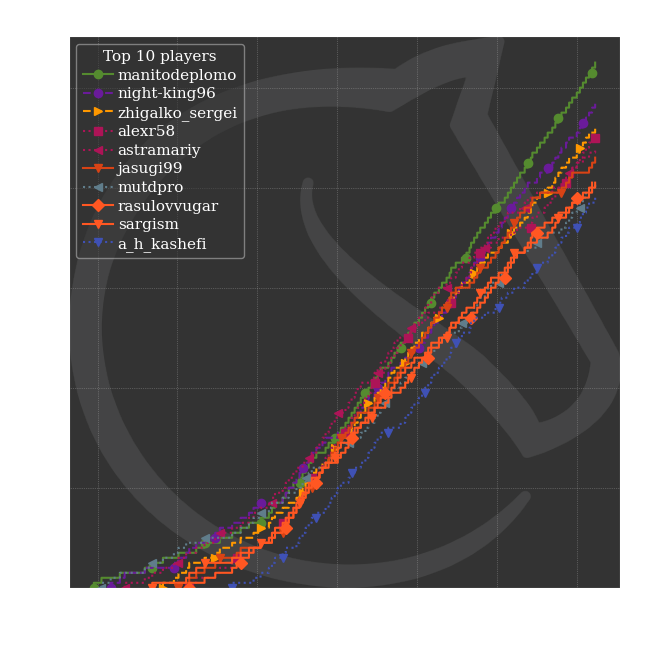 Top 10 players
manitodeplomo
night-king96
zhigalko_sergei
alexr58
astramariy
jasugi99
mutdpro
rasulovvugar
sargism
a_h_kashefi